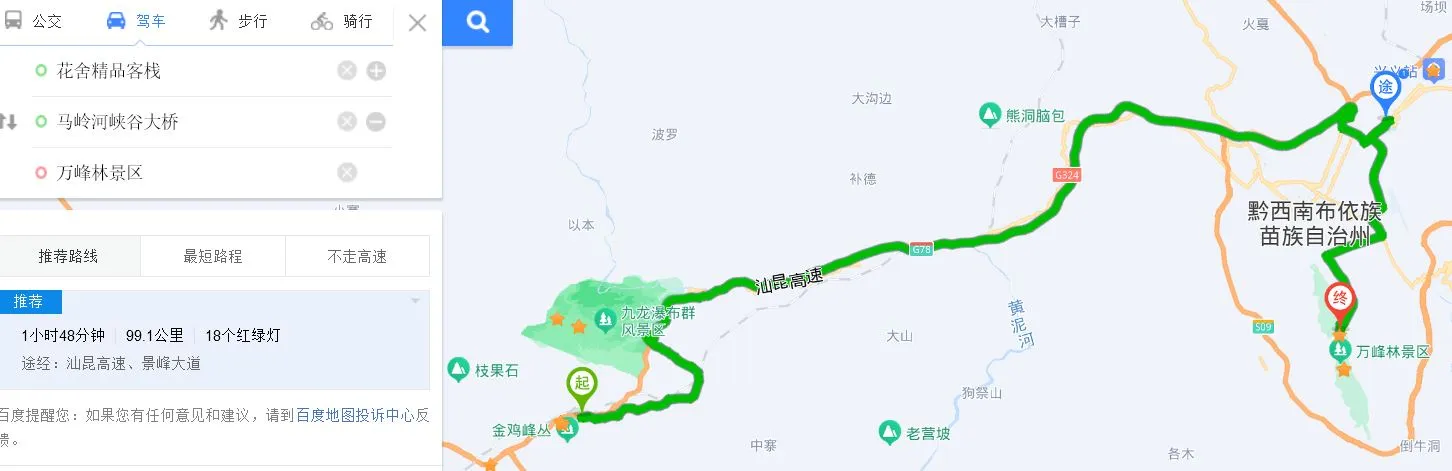 公交
驾车
步行
骑行
花舍精品客栈
马岭河峡谷大桥
万峰林景区
推荐路线
最短路程
不走高速
推荐
1小时48分钟
99.1公里
18个红绿灯
途经：汕昆高速、景峰大道
百度提醒您：如果您有任何意见和建议，请到百度地图投诉中心反
馈。
大槽子
火戛
场坝
途
1
大沟边
熊洞脑包
波罗
补德
G324
黔西南布依族
苗族自治州
以本
G78
汕昆高速
终
九龙瀑布群
风景区
黄泥河
S09
大山
万峰林景区
枝果石
起
狗祭山
金鸡峰丛
中寨
老营坡
各木
倒牛洞